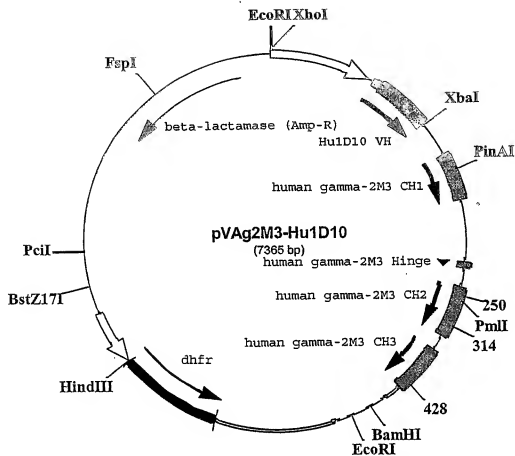 EcoRI XhoI
FspI
XbaI
beta-lactamase (Amp-R)
Hu1D10 VH
PinAI
human gamma-2M3 CH1
pVAg2M3-Hu1D10
(7365 bp)
PciI
human gamma-2M3 Hinge
BstZ17I
human gamma-2M3 CH2
250
PmlI
314
human gamma-2M3 CH3
dhfr
HindIII
428
BamHI
EcoRI